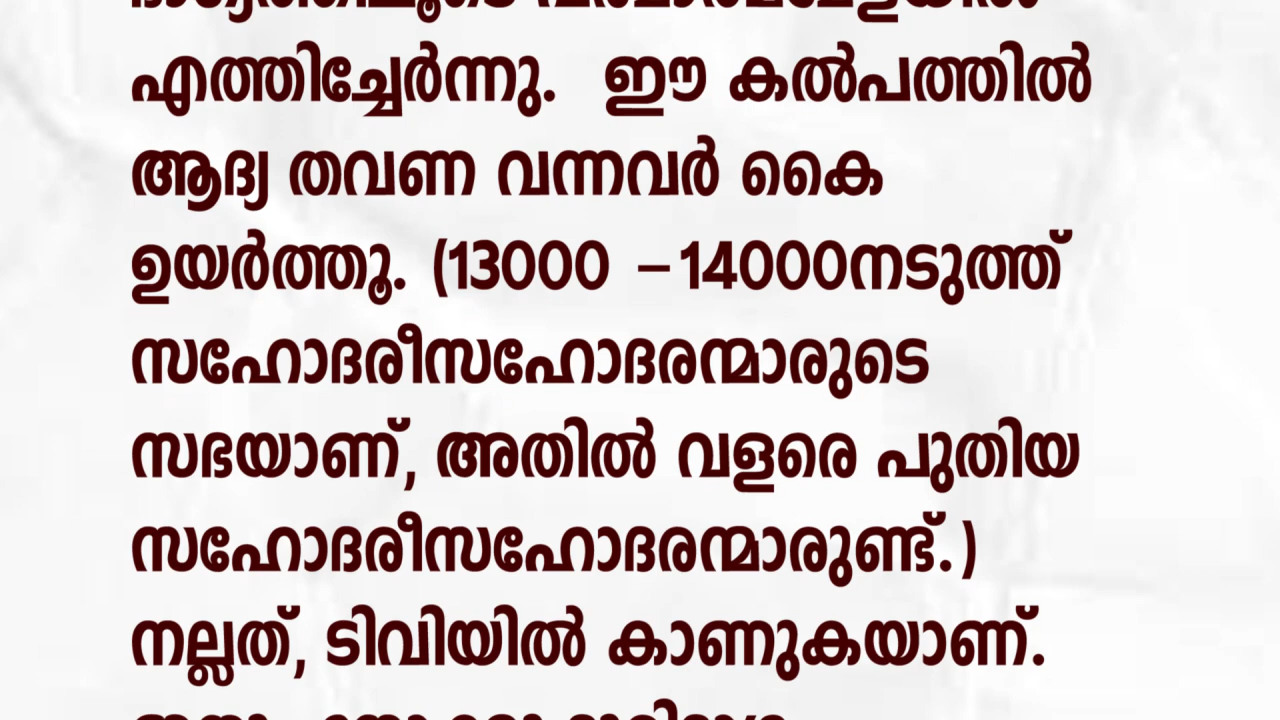 എത്തിച്ചേർന്നു. ഈ കൽപത്തിൽ
ആദ്യ തവണ വന്നവർ കൈ
ഉയർത്തൂ. (13000 –14000നടുത്ത്
സഹോദരീസഹോദരന്മാരുടെ
സഭയാണ്, അതിൽ വളരെ പുതിയ
സഹോദരീസഹോദരന്മാരുണ്ട്.)
നല്ലത്, ടിവിയിൽ കാണുകയാണ്.